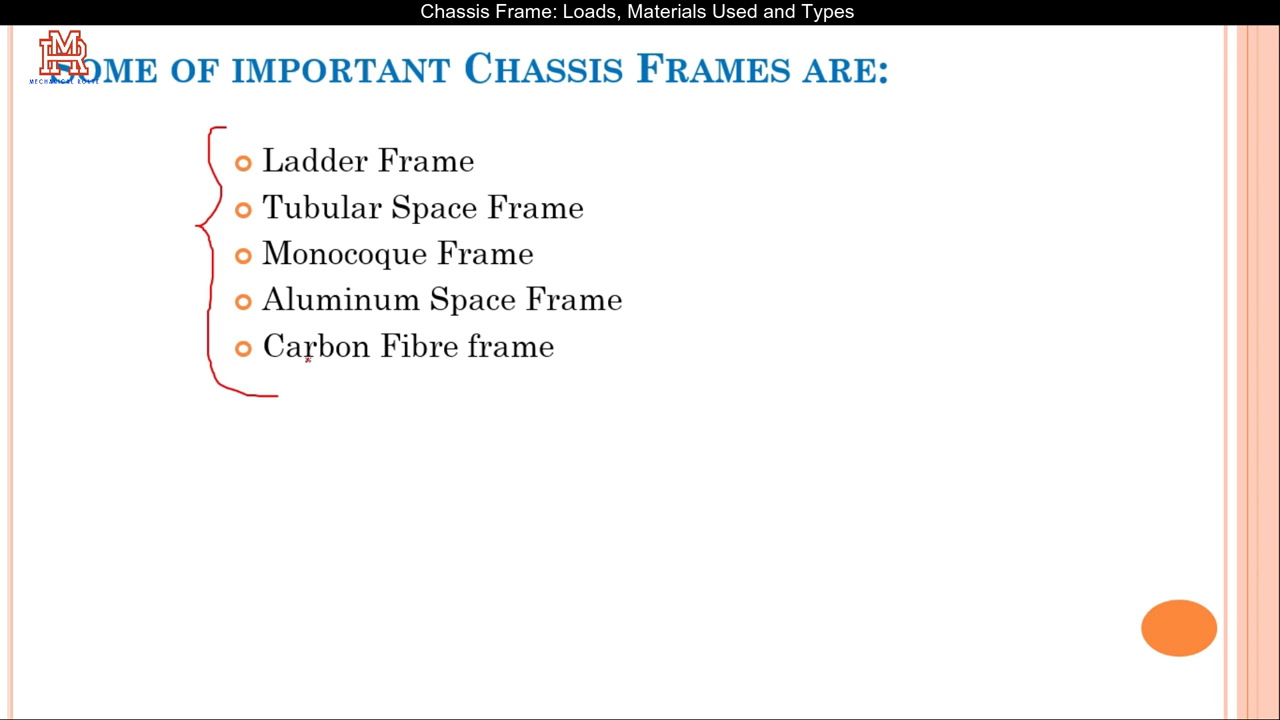 Chassis Frame: Loads, Materials Used and Types
SOME OF IMPORTANT CHASSIS FRAMES ARE:
Ladder Frame
Tubular Space Frame
Monocoque Frame
Aluminum Space Frame
Carbon Fibre frame